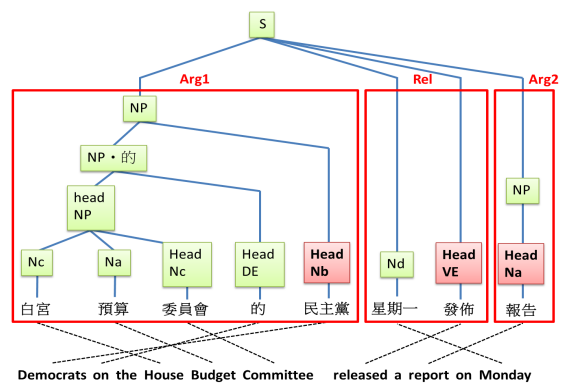 S
Arg1
Rel
Arg2
NP
NP・的
NP
head NP
Nc
Na
Head Nc
Head DE
Head Nb
Nd
Head VE
Head Na
白宮 預算 委員會 的 民主黨 星期一 發佈 報告
Democrats on the House Budget Committee released a report on Monday